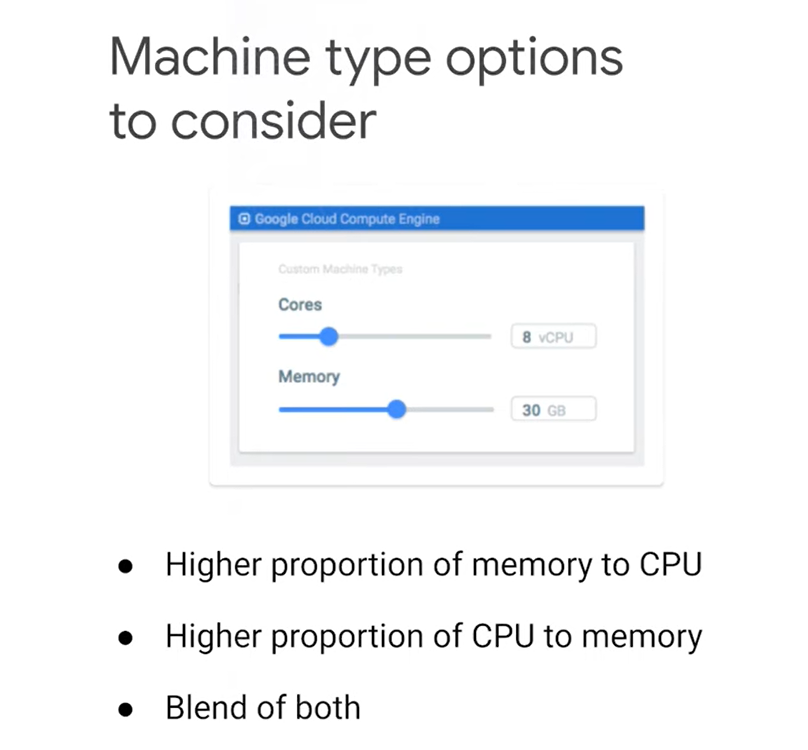 Machine type options
to consider
Google Cloud Compute Engine
Custom Machine Types
Cores
8 vCPU
Memory
30 GB
● Higher proportion of memory to CPU
● Higher proportion of CPU to memory
● Blend of both